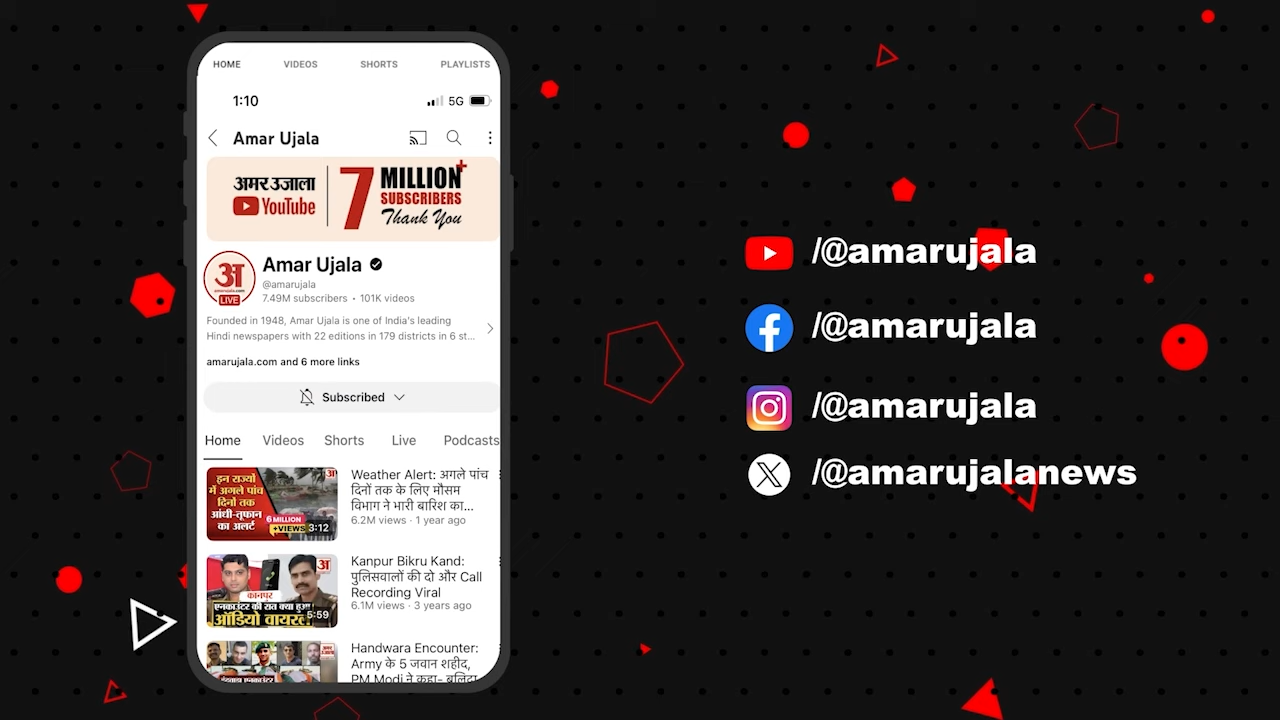 HOME VIDEOS SHORTS PLAYLISTS
1:10 5G
Amar Ujala
अमर उजाला
YouTube
7 MILLION+
SUBSCRIBERS
Thank You
अ
LIVE
Amar Ujala
@amarujala
7.49M subscribers • 101K videos
Founded in 1948, Amar Ujala is one of India's leading
Hindi newspapers with 22 editions in 179 districts in 6 st...
amarujala.com and 6 more links
Subscribed
Home Videos Shorts Live Podcasts
इन राज्यों
में अगले पांच
दिनों तक
आंधी-तूफान
का अलर्ट
6 MILLION
+VIEWS
3:12
Weather Alert: अगले पांच
दिनों तक के लिए मौसम
विभाग ने भारी बारिश का...
6.2M views · 1 year ago
अ
कानपुर
एनकाउंटर की रात क्या हुआ
ऑडियो वायरल
5:59
Kanpur Bikru Kand:
पुलिसवालों की दो और Call
Recording Viral
6.1M views · 3 years ago
Handwara Encounter:
Army के 5 जवान शहीद,
PM Modi ने कहा- बलिदान
/@amarujala
/@amarujala
/@amarujala
/@amarujalanews